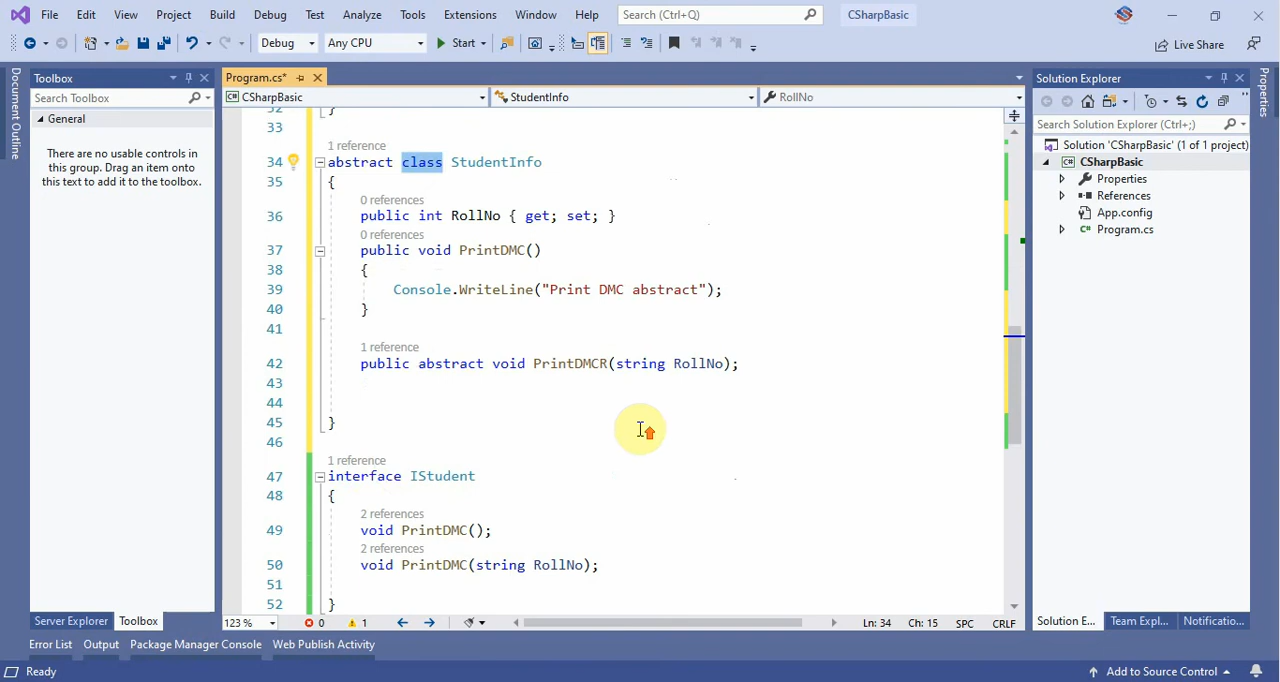 File Edit View Project Build Debug Test Analyze Tools Extensions Window Help Search (Ctrl+Q) CSharpBasic
Debug Any CPU Start Live Share
Document Outline
Toolbox
Search Toolbox
General
There are no usable controls in
this group. Drag an item onto
this text to add it to the toolbox.
Server Explorer Toolbox
Program.cs*
CSharpBasic StudentInfo RollNo
32 }
33
1 reference
34 abstract class StudentInfo
35 {
0 references
36 public int RollNo { get; set; }
0 references
37 public void PrintDMC()
38 {
39 Console.WriteLine("Print DMC abstract");
40 }
41
1 reference
42 public abstract void PrintDMCR(string RollNo);
43
44
45 }
46
1 reference
47 interface IStudent
48 {
2 references
49 void PrintDMC();
2 references
50 void PrintDMC(string RollNo);
51
52 }
123 % 0 1 Ln: 34 Ch: 15 SPC CRLF
Solution Explorer
Search Solution Explorer (Ctrl+;)
Solution 'CSharpBasic' (1 of 1 project)
CSharpBasic
Properties
References
App.config
Program.cs
Solution E... Team Expl... Notificatio...
Properties
Error List Output Package Manager Console Web Publish Activity
Ready Add to Source Control